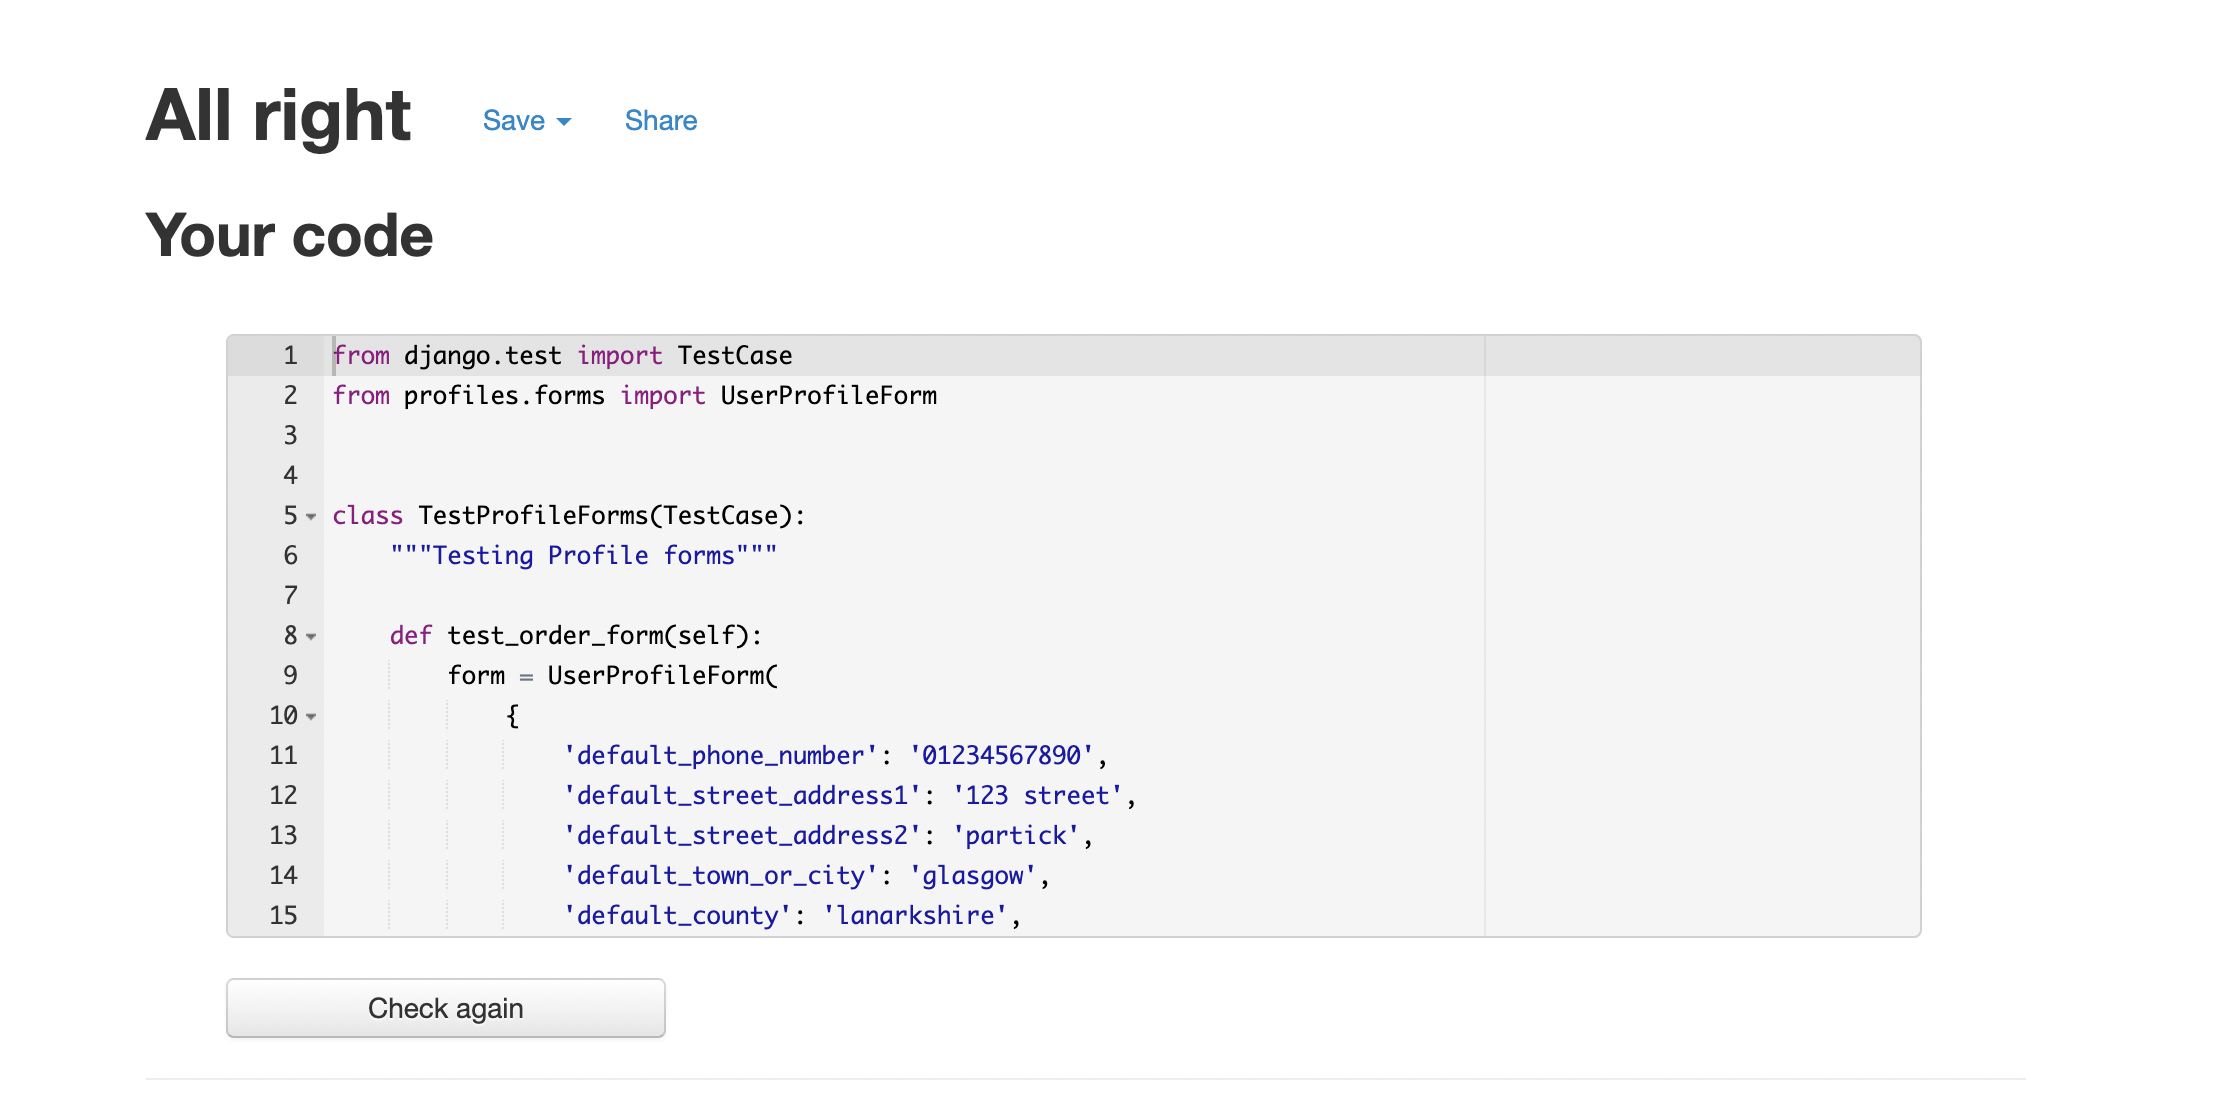 All right
Save
Share
Your code
1 from django.test import TestCase
2 from profiles.forms import UserProfileForm
3
4
5 class TestProfileForms(TestCase):
6     """Testing Profile forms"""
7
8     def test_order_form(self):
9         form = UserProfileForm(
10             {
11                 'default_phone_number': '01234567890',
12                 'default_street_address1': '123 street',
13                 'default_street_address2': 'partick',
14                 'default_town_or_city': 'glasgow',
15                 'default_county': 'lanarkshire',
Check again